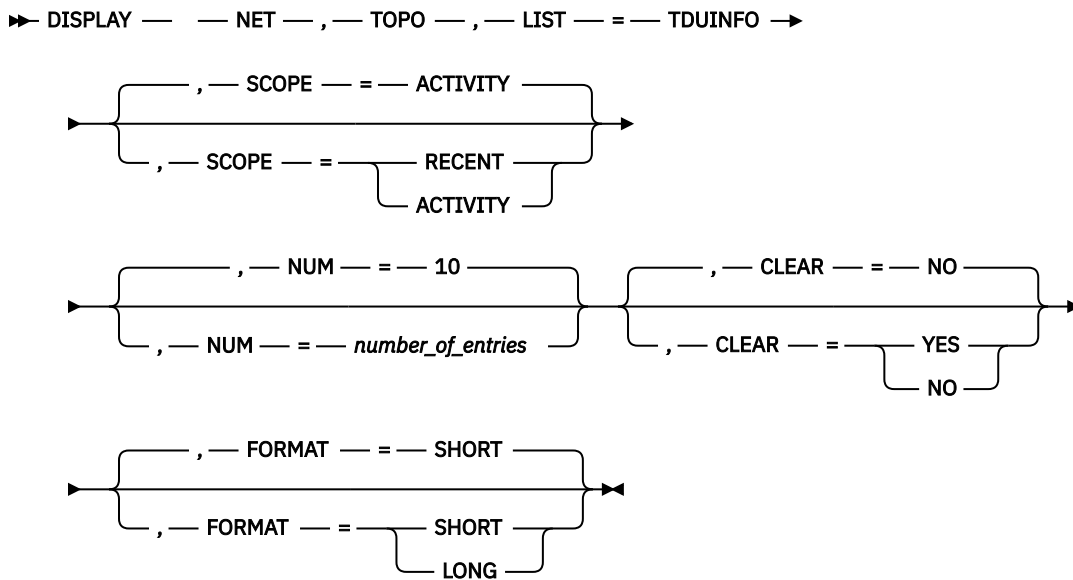 DISPLAY NET , TOPO , LIST = TDUINFO
, SCOPE = ACTIVITY
, SCOPE = RECENT
ACTIVITY
, NUM = 10 , CLEAR = NO
, NUM = number_of_entries , CLEAR = YES
NO
, FORMAT = SHORT
, FORMAT = SHORT
LONG